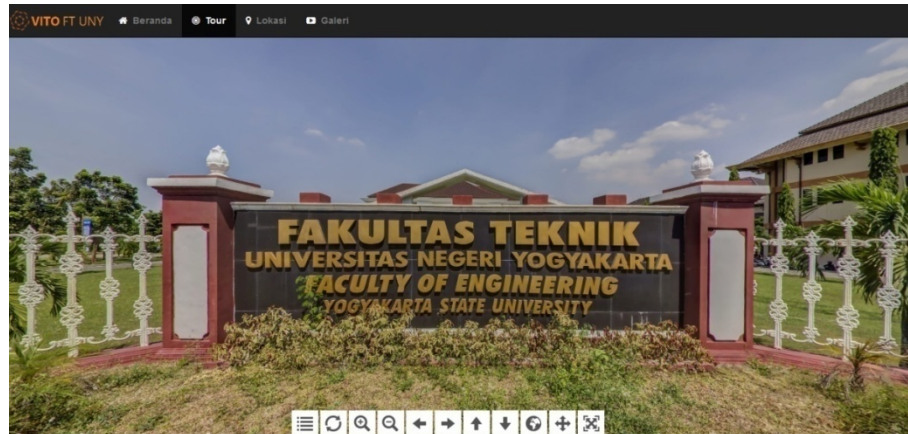 VITO FT UNY Beranda Tour Lokasi Galeri
FAKULTAS TEKNIK
UNIVERSITAS NEGERI YOGYAKARTA
FACULTY OF ENGINEERING
YOGYAKARTA STATE UNIVERSITY